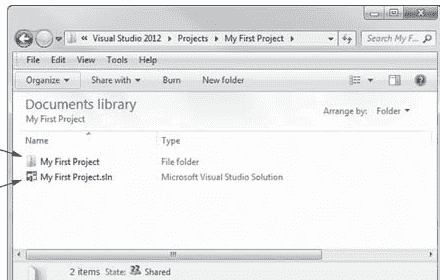 « Visual Studio 2012 ▸ Projects ▸ My First Project ▸ Search My F...
File Edit View Tools Help
Organize ▾ Share with ▾ Burn New folder
Documents library
My First Project
Arrange by: Folder ▾
Name Type
My First Project File folder
My First Project.sln Microsoft Visual Studio Solution
2 items State: Shared